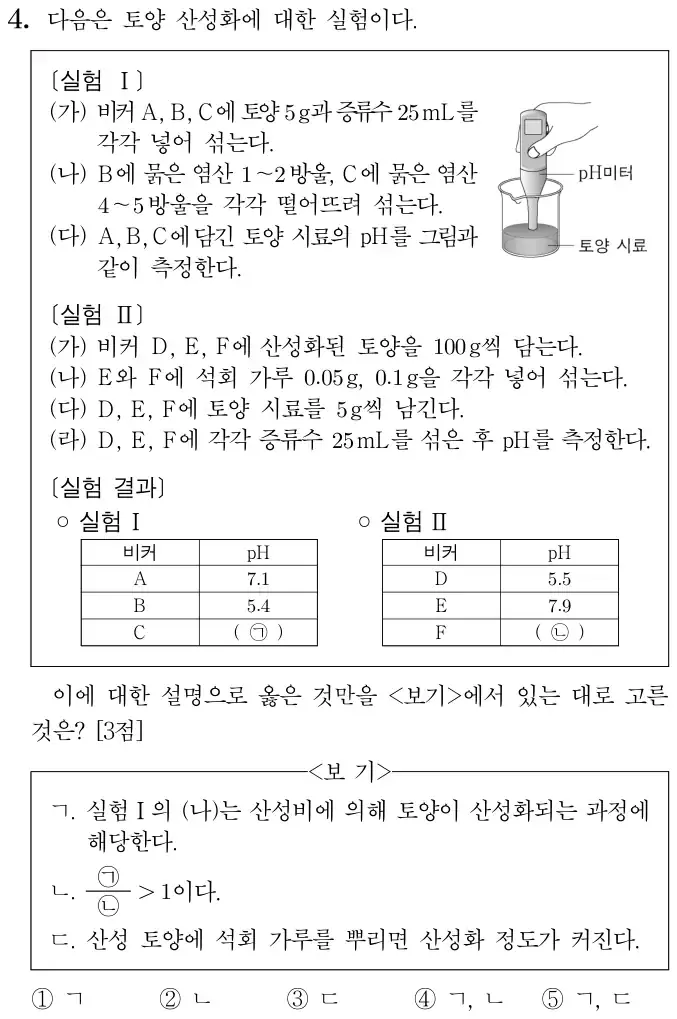 4. 다음은 토양 산성화에 대한 실험이다.
〔실험 Ⅰ〕
(가) 비커 A, B, C에 토양 5g과 증류수 25mL를
각각 넣어 섞는다.
(나) B에 묽은 염산 1~2방울, C에 묽은 염산
4~5방울을 각각 떨어뜨려 섞는다.
(다) A, B, C에 담긴 토양 시료의 pH를 그림과
같이 측정한다.
pH미터
토양 시료
〔실험 Ⅱ〕
(가) 비커 D, E, F에 산성화된 토양을 100g씩 담는다.
(나) E와 F에 석회 가루 0.05g, 0.1g을 각각 넣어 섞는다.
(다) D, E, F에 토양 시료를 5g씩 남긴다.
(라) D, E, F에 각각 증류수 25mL를 섞은 후 pH를 측정한다.
〔실험 결과〕
○ 실험 Ⅰ
비커 pH
A 7.1
B 5.4
C ( ㉠ )
○ 실험 Ⅱ
비커 pH
D 5.5
E 7.9
F ( ㉡ )
이에 대한 설명으로 옳은 것만을 <보기>에서 있는 대로 고른
것은? [3점]
<보 기>
ㄱ. 실험 Ⅰ의 (나)는 산성비에 의해 토양이 산성화되는 과정에
해당한다.
ㄴ. ㉠/㉡ > 1이다.
ㄷ. 산성 토양에 석회 가루를 뿌리면 산성화 정도가 커진다.
① ㄱ ② ㄴ ③ ㄷ ④ ㄱ, ㄴ ⑤ ㄱ, ㄷ